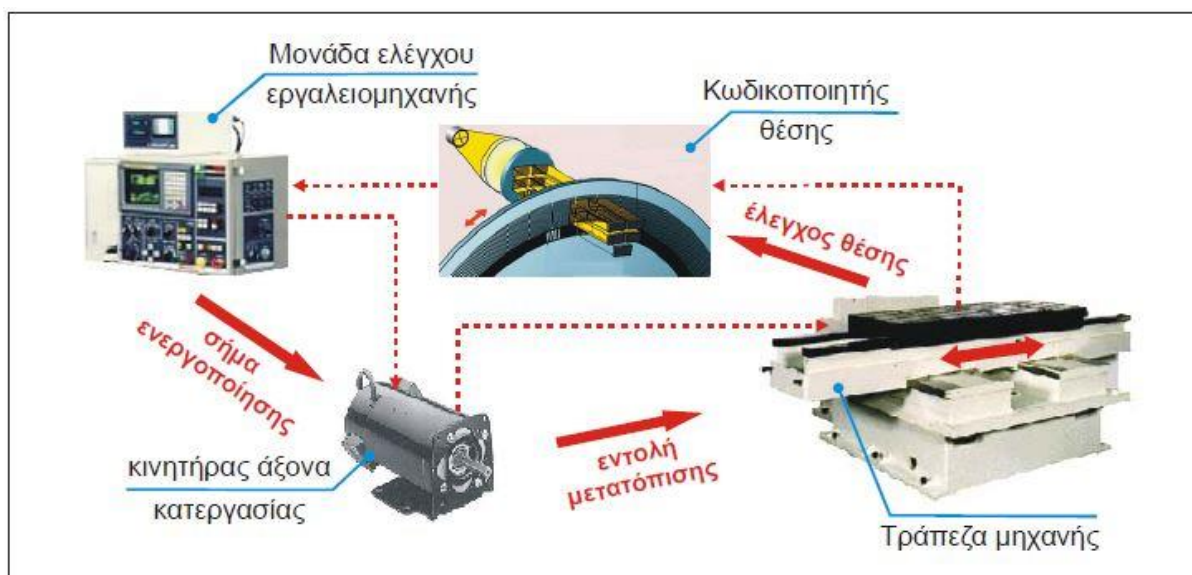 Μονάδα ελέγχου
εργαλειομηχανής
Κωδικοποιητής
θέσης
έλεγχος θέσης
σήμα
ενεργοποίησης
κινητήρας άξονα
κατεργασίας
εντολή
μετατόπισης
Τράπεζα μηχανής